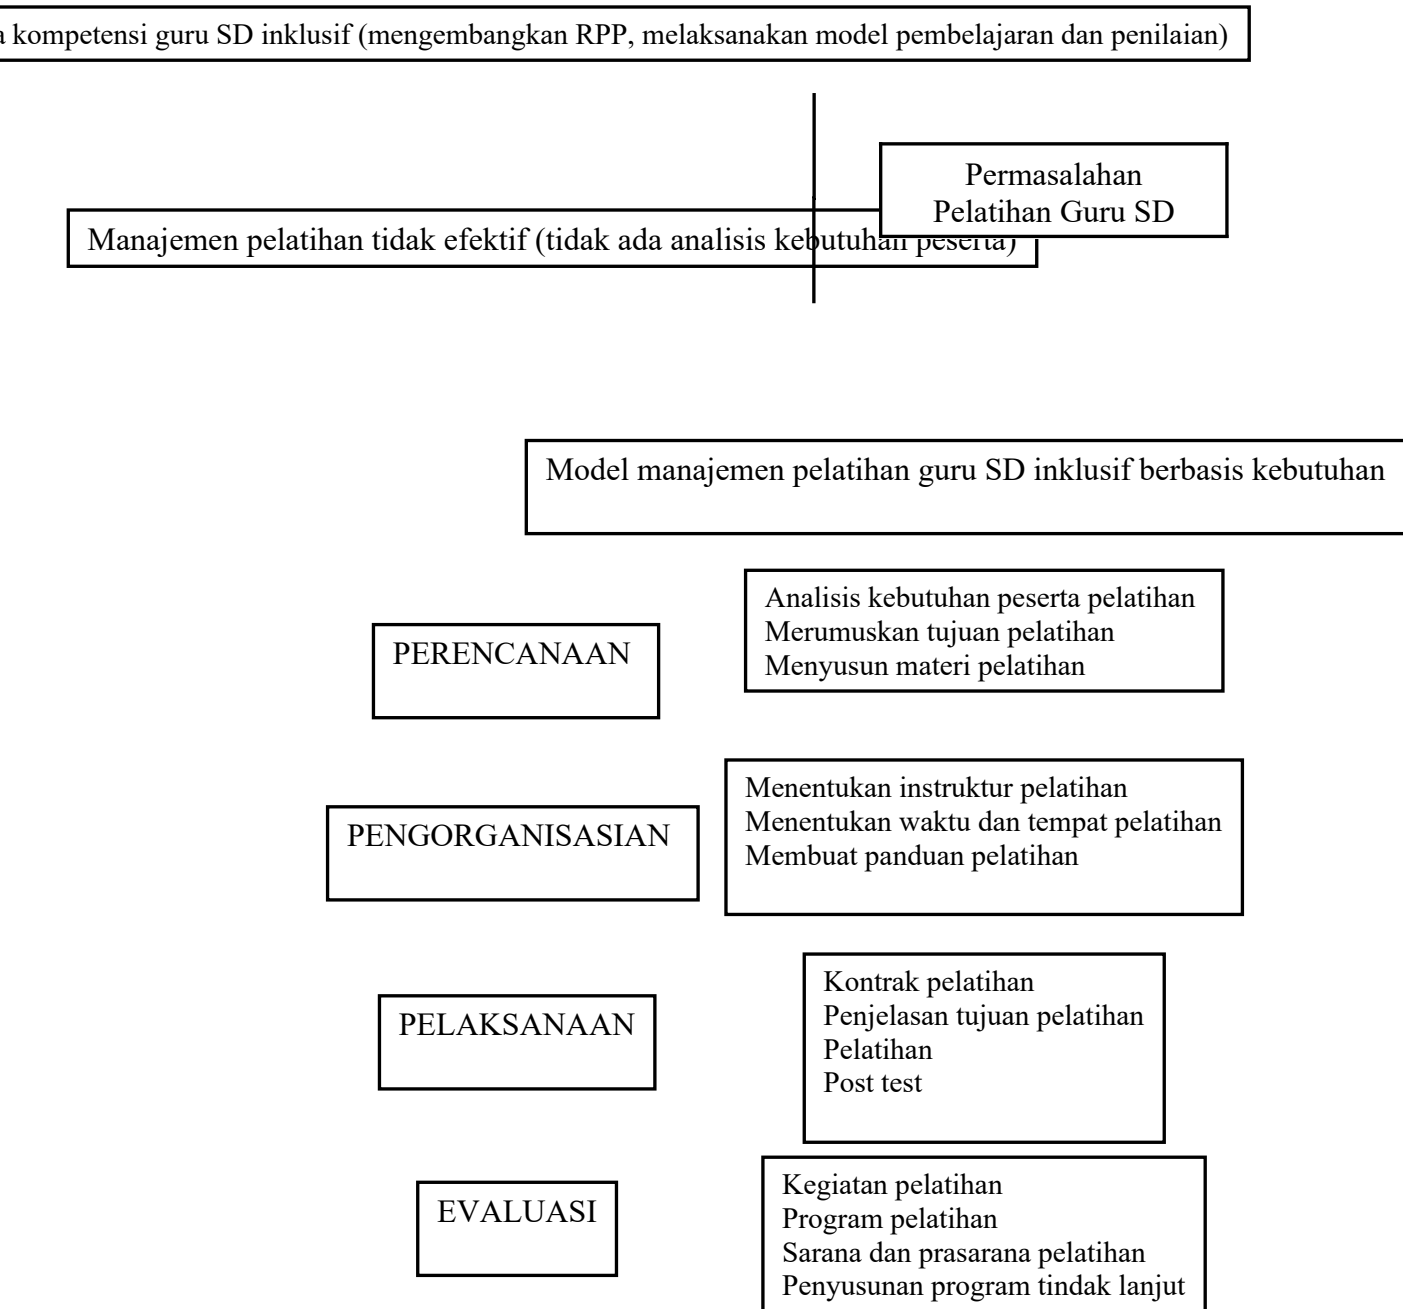 kompetensi guru SD inklusif (mengembangkan RPP, melaksanakan model pembelajaran dan penilaian)
Permasalahan
Pelatihan Guru SD
Manajemen pelatihan tidak efektif (tidak ada analisis kebutuhan peserta)
Model manajemen pelatihan guru SD inklusif berbasis kebutuhan
Analisis kebutuhan peserta pelatihan
Merumuskan tujuan pelatihan
Menyusun materi pelatihan
PERENCANAAN
Menentukan instruktur pelatihan
Menentukan waktu dan tempat pelatihan
Membuat panduan pelatihan
PENGORGANISASIAN
Kontrak pelatihan
Penjelasan tujuan pelatihan
Pelatihan
Post test
PELAKSANAAN
Kegiatan pelatihan
Program pelatihan
Sarana dan prasarana pelatihan
Penyusunan program tindak lanjut
EVALUASI